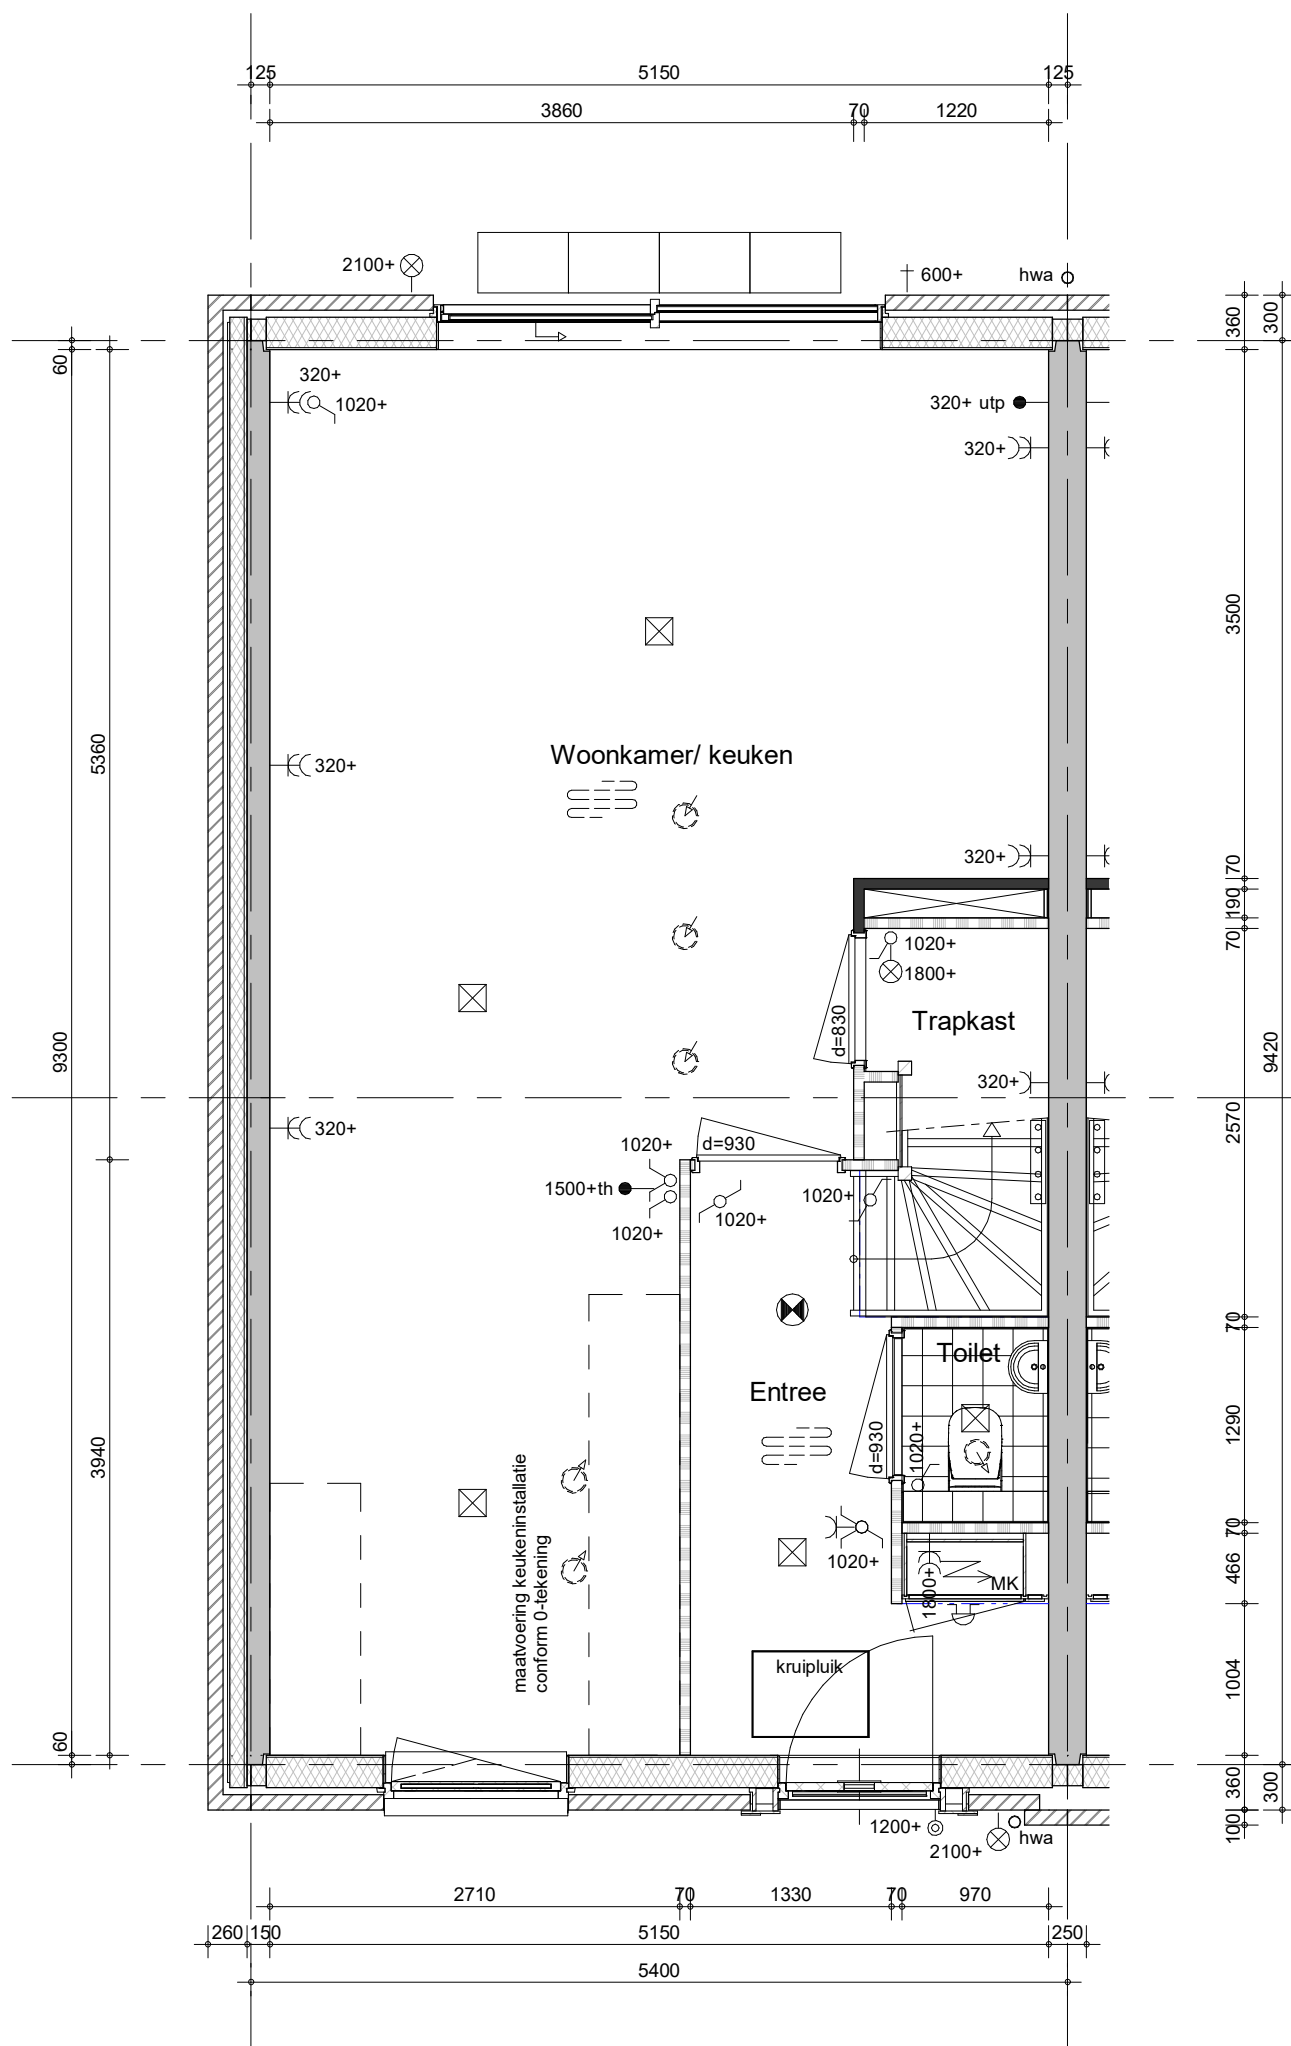 125 5150 125
3860 70 1220
2100+
600+
hwa
360
300
60
320+
1020+
320+ utp
320+
3500
5360
Woonkamer/ keuken
320+
320+
70
190
70
1020+
1800+
Trapkast
d=830
9300
9420
320+
320+
2570
1020+
d=930
1500+th
1020+
1020+
1020+
70
Toilet
Entree
1290
3940
d=930
1020+
maatvoering keukeninstallatie
conform 0-tekening
1020+
70
466
MK
1800+
kruipluik
1004
60
360
300
100
1200+
hwa
2100+
2710 70 1330 70 970
260 150 5150 250
5400